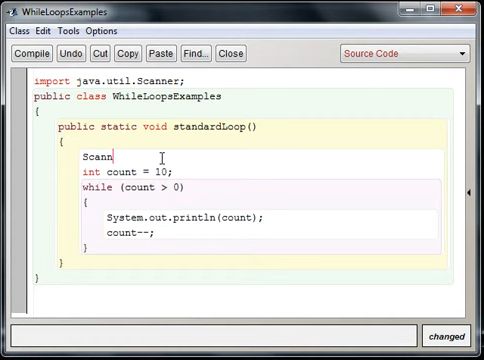 WhileLoopsExamples
Class Edit Tools Options
Compile Undo Cut Copy Paste Find... Close Source Code
import java.util.Scanner;
public class WhileLoopsExamples
{
public static void standardLoop()
{
Scann
int count = 10;
while (count > 0)
{
System.out.println(count);
count--;
}
}
}
changed